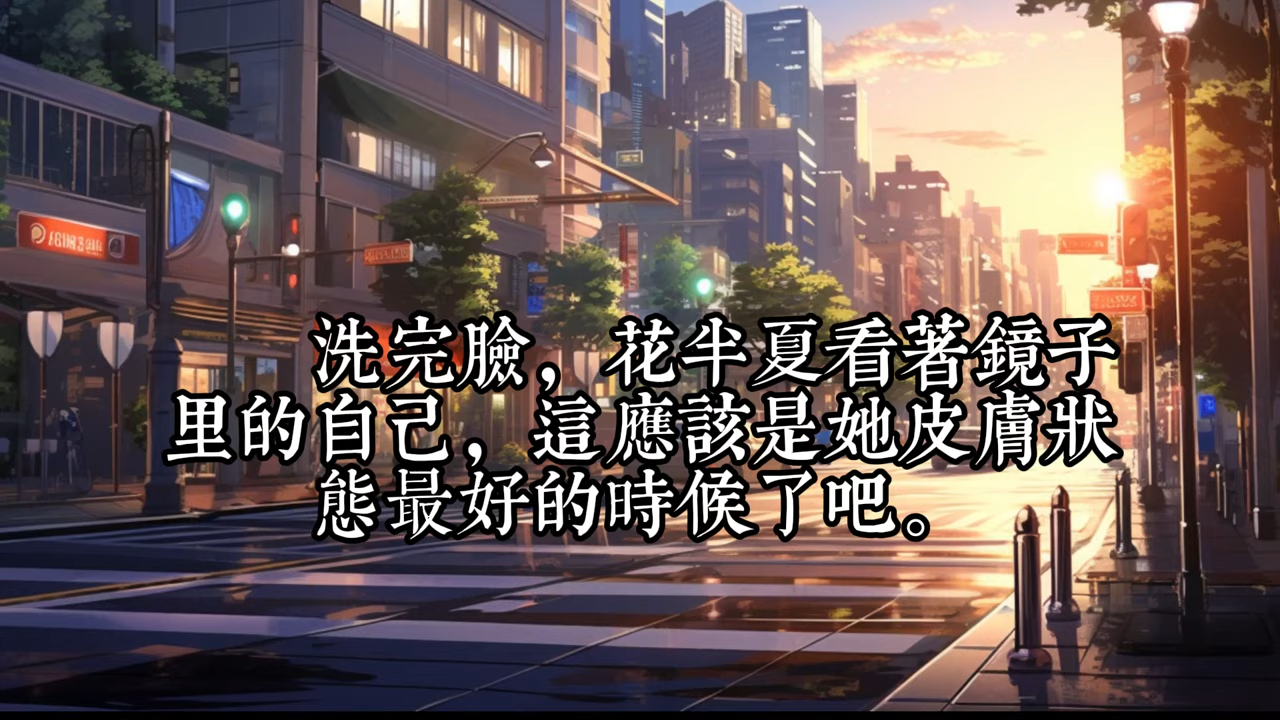 洗完臉，花半夏看著鏡子
里的自己，這應該是她皮膚狀
態最好的時候了吧。